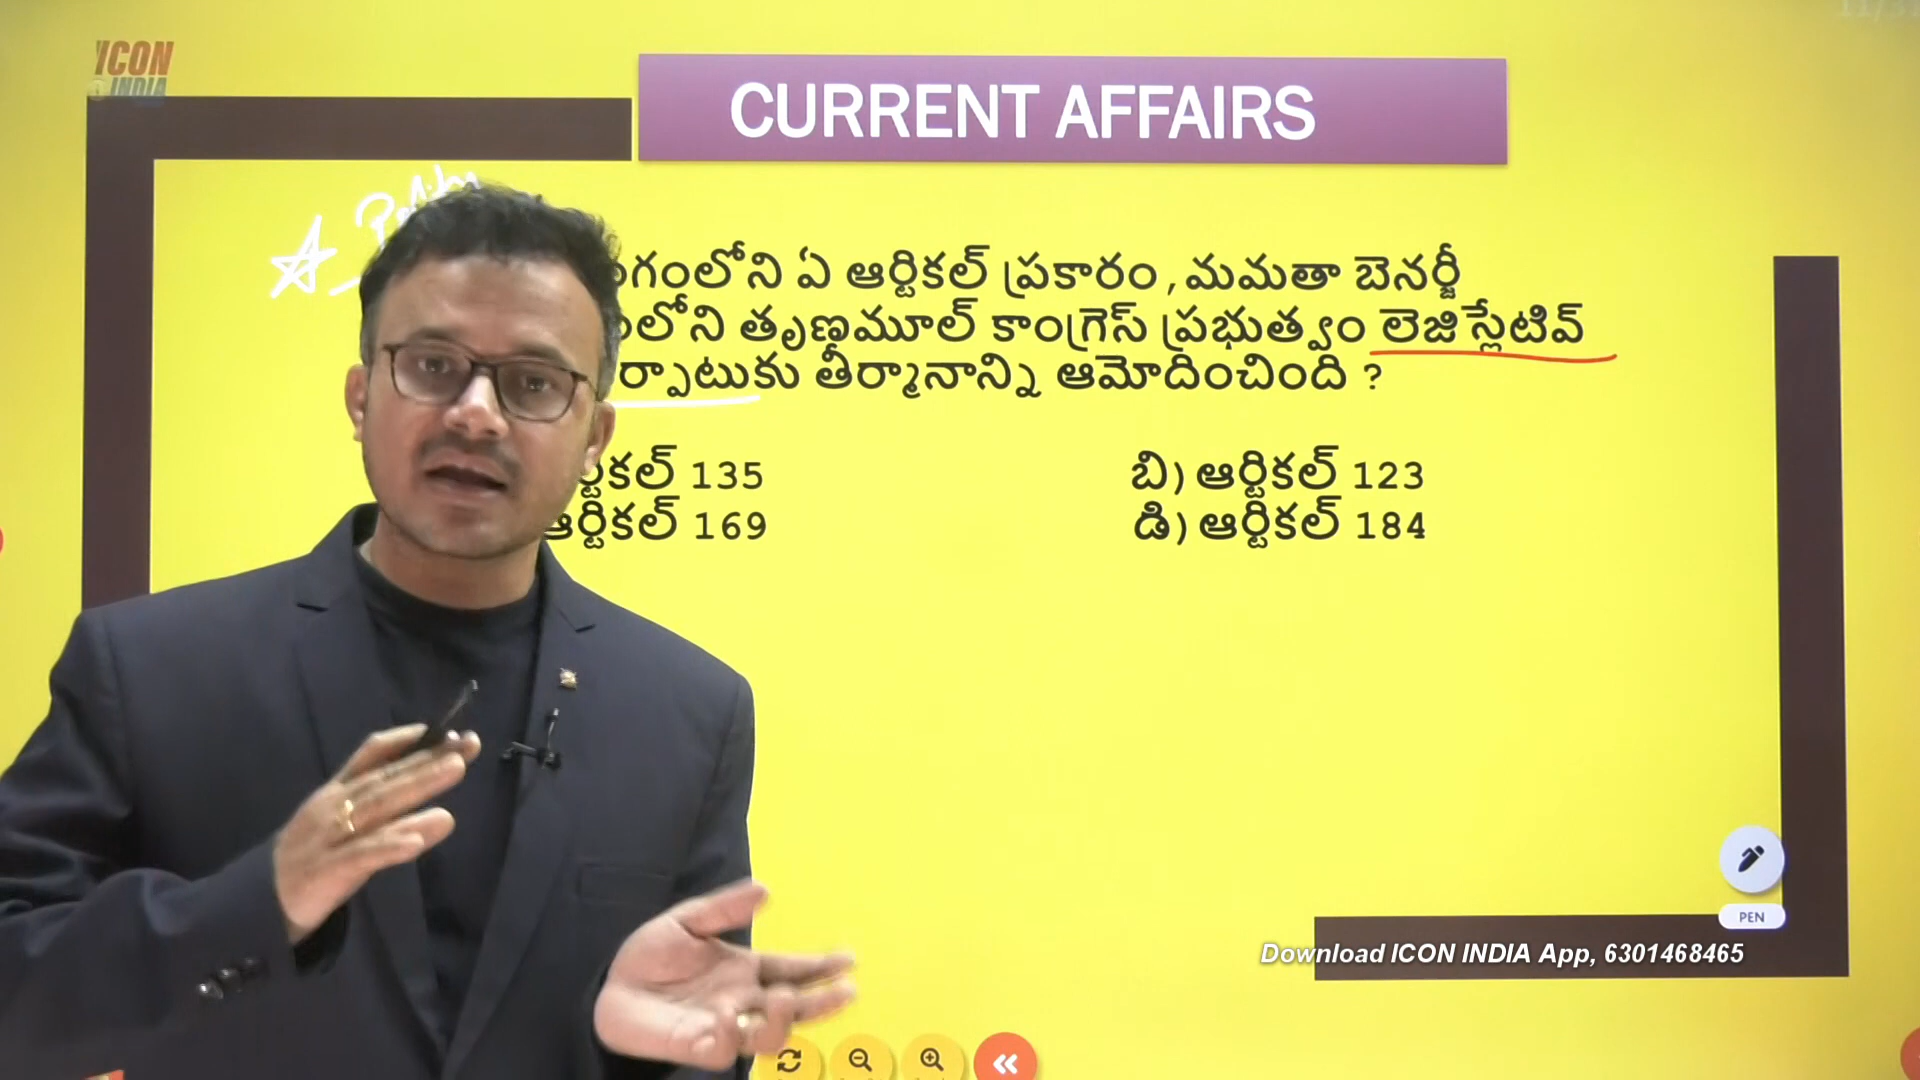 ICON
INDIA
CURRENT AFFAIRS
ఏ ఆర్టికల్ ప్రకారం, మమతా బెనర్జీ
తృణమూల్ కాంగ్రెస్ ప్రభుత్వం లెజిస్లేటివ్
తీర్మానాన్ని ఆమోదించింది ?
135
బి) ఆర్టికల్ 123
ఆర్టికల్ 169
డి) ఆర్టికల్ 184
PEN
Download ICON INDIA App, 6301468465